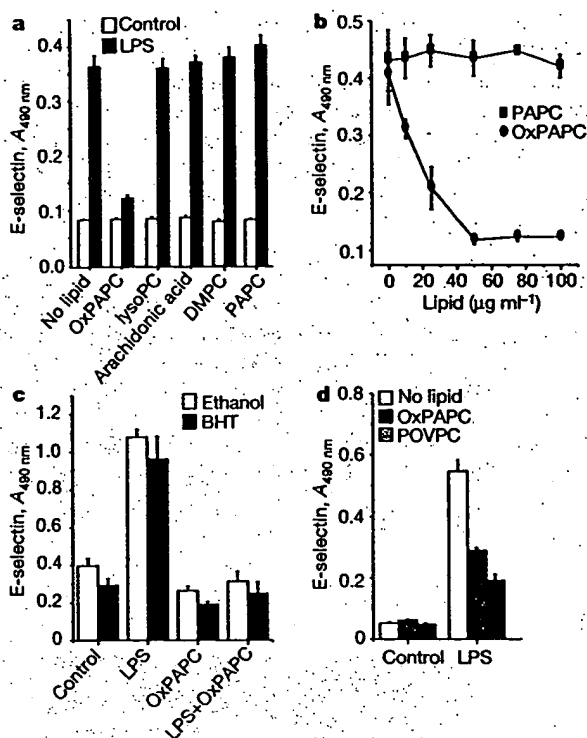 a
Control
LPS
E-selectin, A490 nm
0.4
0.3
0.2
0.1
0.0
No lipid
OxPAPC
lysoPC
Arachidonic acid
DMPC
PAPC
b
E-selectin, A490 nm
0.5
0.4
0.3
0.2
0.1
PAPC
OxPAPC
0 20 40 60 80 100
Lipid (µg ml⁻¹)
c
Ethanol
BHT
E-selectin, A490 nm
1.2
1.0
0.8
0.6
0.4
0.2
0
Control
LPS
OxPAPC
LPS+OxPAPC
d
No lipid
OxPAPC
POVPC
E-selectin, A490 nm
0.6
0.4
0.2
0
Control LPS